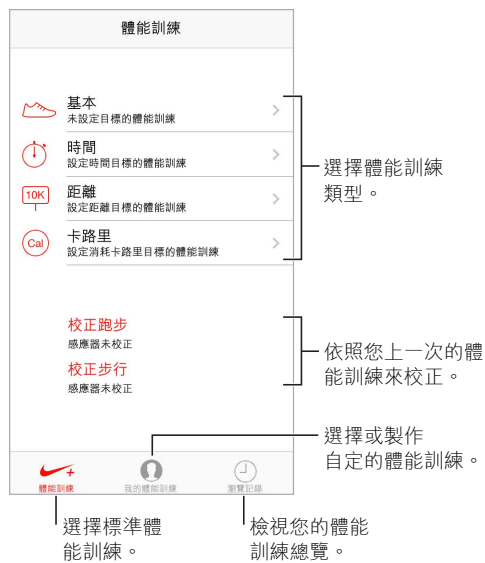 體能訓練
基本
未設定目標的體能訓練
時間
設定時間目標的體能訓練
10K
距離
設定距離目標的體能訓練
Cal
卡路里
設定消耗卡路里目標的體能訓練
選擇體能訓練
類型。
校正跑步
感應器未校正
校正步行
感應器未校正
依照您上一次的體
能訓練來校正。
選擇或製作
自定的體能訓練。
體能訓練
我的體能訓練
瀏覽記錄
選擇標準體
能訓練。
檢視您的體能
訓練總覽。